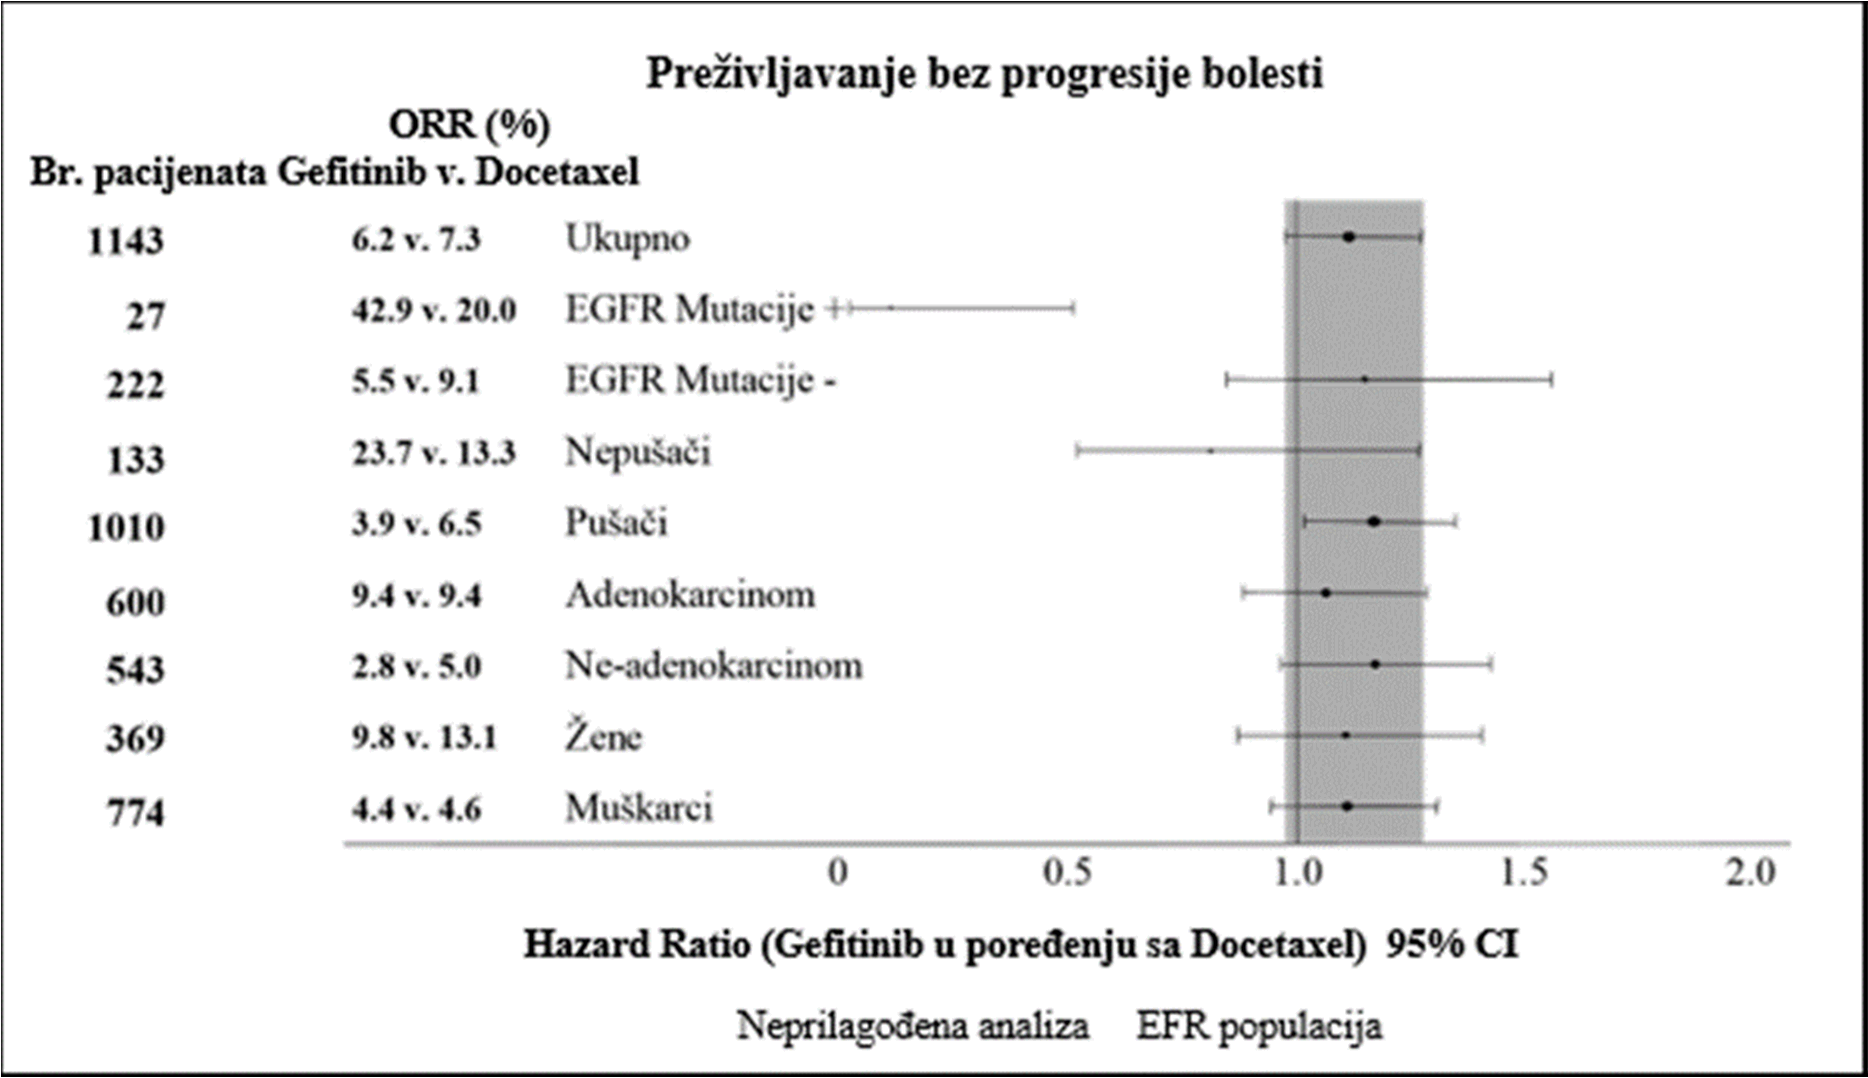 Preživljavanje bez progresije bolesti
ORR (%)
Br. pacijenata Gefitinib v. Docetaxel
1143 6.2 v. 7.3 Ukupno
27 42.9 v. 20.0 EGFR Mutacije +
222 5.5 v. 9.1 EGFR Mutacije -
133 23.7 v. 13.3 Nepušači
1010 3.9 v. 6.5 Pušači
600 9.4 v. 9.4 Adenokarcinom
543 2.8 v. 5.0 Ne-adenokarcinom
369 9.8 v. 13.1 Žene
774 4.4 v. 4.6 Muškarci
0 0.5 1.0 1.5 2.0
Hazard Ratio (Gefitinib u poređenju sa Docetaxel) 95% CI
Neprilagođena analiza EFR populacija